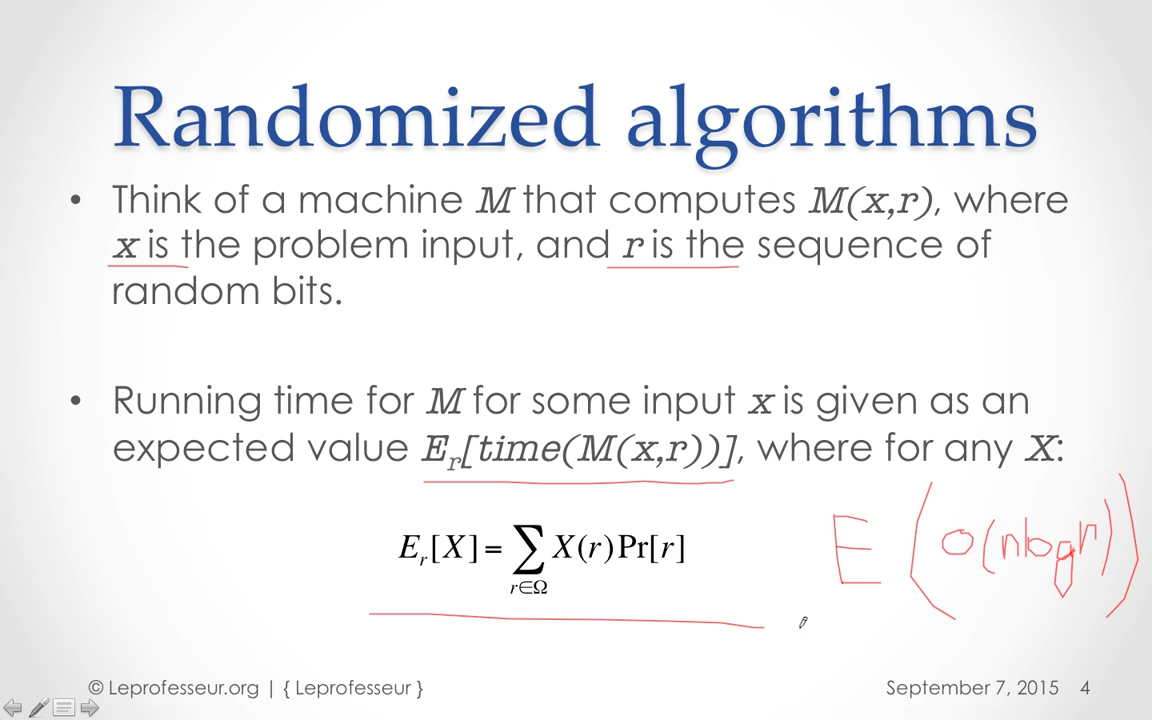 Randomized algorithms
• Think of a machine M that computes M(x,r), where
x is the problem input, and r is the sequence of
random bits.
• Running time for M for some input x is given as an
expected value Er[time(M(x,r))], where for any X:
Er[X] = ∑ X(r)Pr[r]
r∈Ω
E (O(nlogn))
© Leprofesseur.org | { Leprofesseur }
September 7, 2015 4